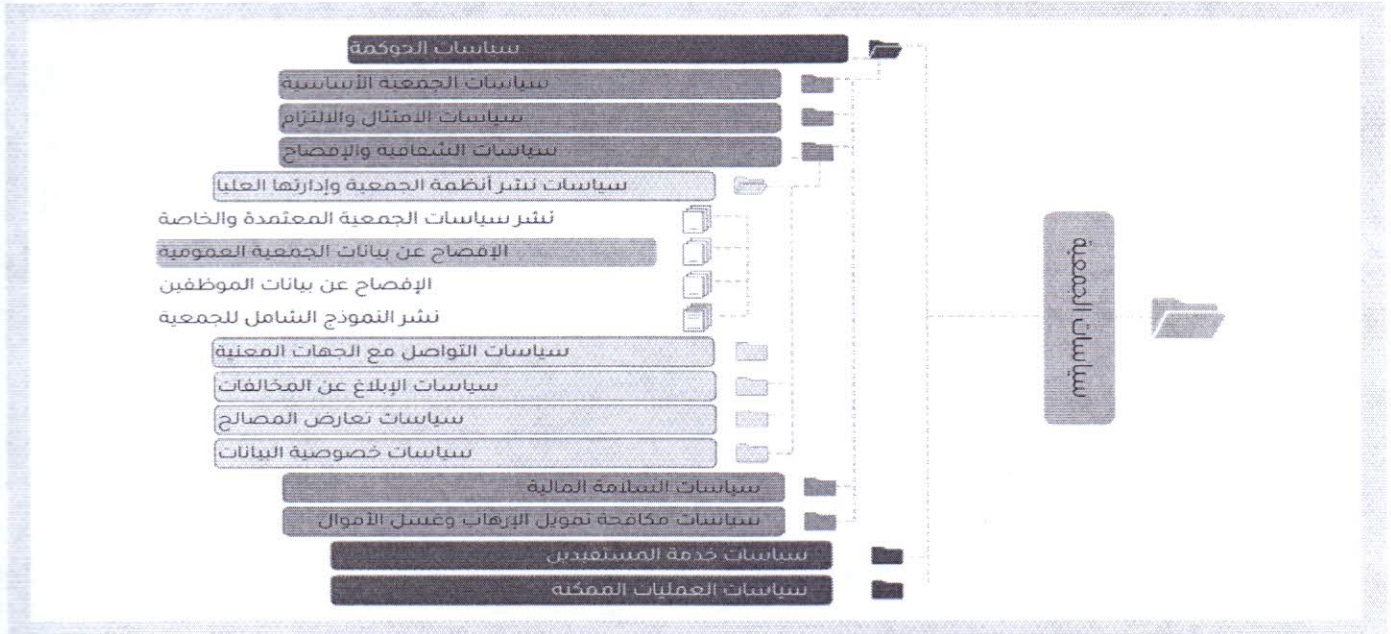 سياسات الجمعية
سياسات الحوكمة
سياسات الجمعية الأساسية
سياسات الامتثال والالتزام
سياسات الشفافية والإفصاح
سياسات نشر أنظمة الجمعية وإدارتها العليا
نشر سياسات الجمعية المعتمدة والخاصة
الإفصاح عن بيانات الجمعية العمومية
الإفصاح عن بيانات الموظفين
نشر النموذج الشامل للجمعية
سياسات التواصل مع الجهات المعنية
سياسات الإبلاغ عن المخالفات
سياسات تعارض المصالح
سياسات خصوصية البيانات
سياسات السلامة المالية
سياسات مكافحة تمويل الإرهاب وغسل الأموال
سياسات خدمة المستفيدين
سياسات العمليات الممكنه